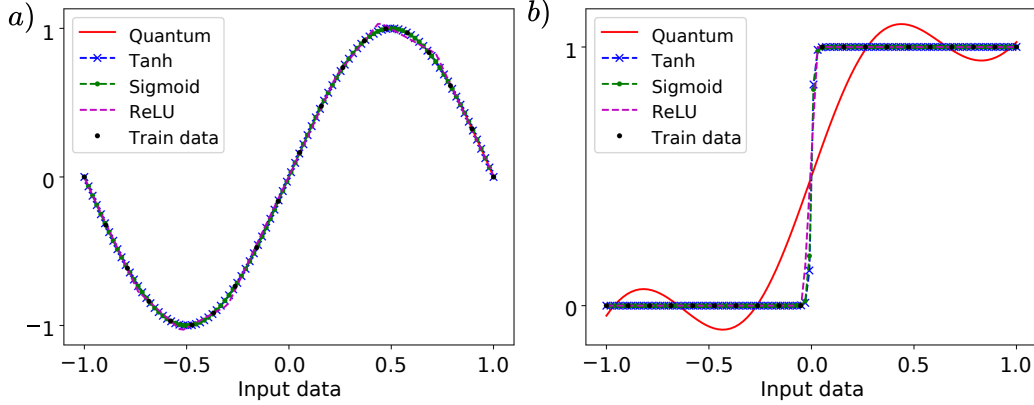 a)
Quantum
Tanh
Sigmoid
ReLU
Train data
1
0
−1
−1.0 −0.5 0.0 0.5 1.0
Input data
b)
Quantum
Tanh
Sigmoid
ReLU
Train data
1
0
−1.0 −0.5 0.0 0.5 1.0
Input data